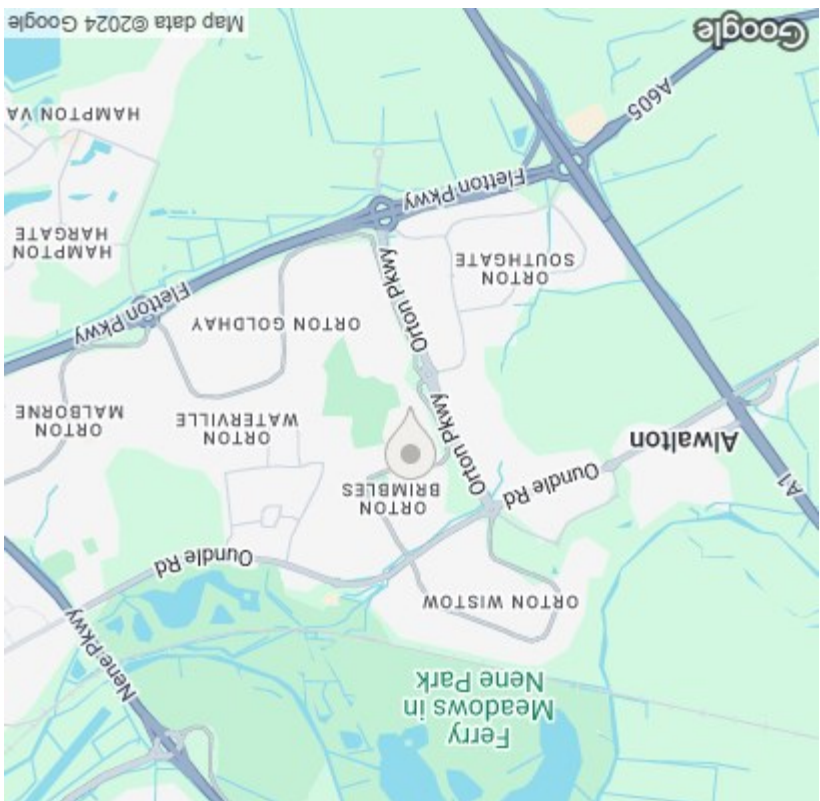 Ferry
Meadows in
Nene Park
Nene Pkwy
ORTON WISTOW
Oundle Rd
A1
Oundle Rd
ORTON
BRIMBLES
Alwalton
Orton Pkwy
ORTON
WATERVILLE
ORTON
MALBORNE
Orton Pkwy
ORTON GOLDHAY
Fletton Pkwy
ORTON
SOUTHGATE
HAMPTON
HARGATE
Fletton Pkwy
HAMPTON VA
A605
Google
Map data ©2024 Google